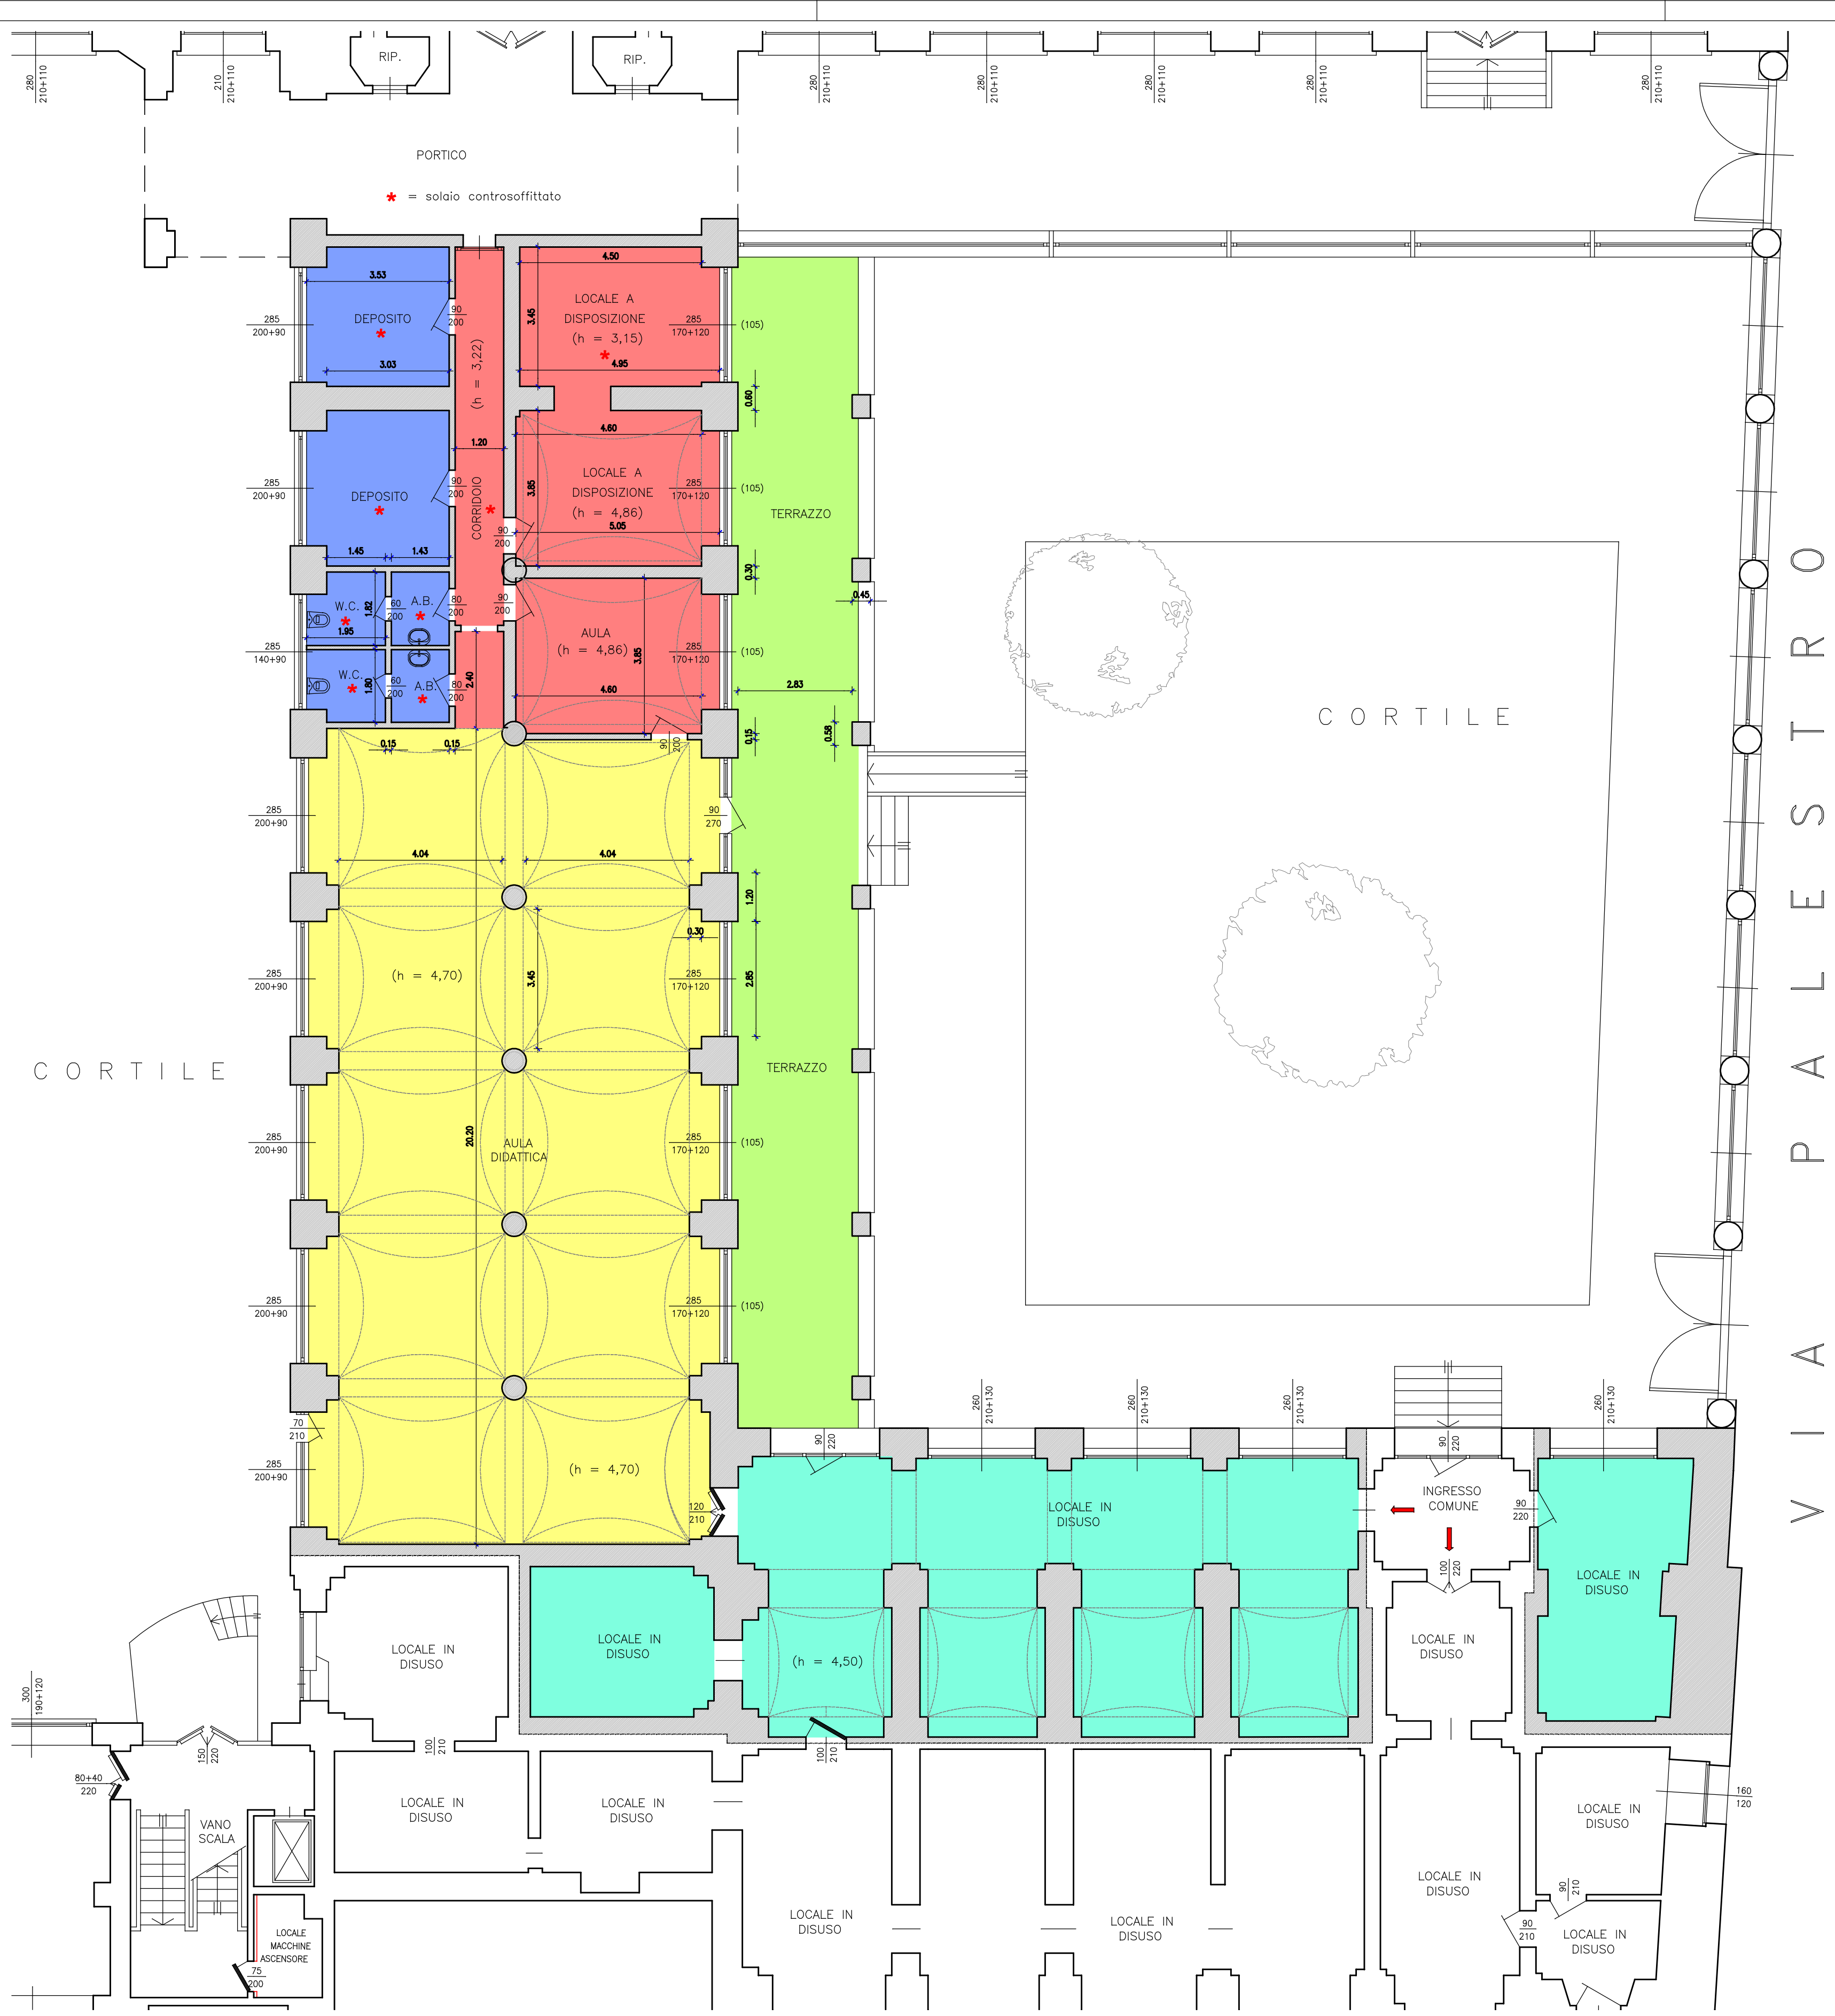 RIP.
RIP.
280
210+110
210
210+110
280
210+110
280
210+110
280
210+110
280
210+110
280
210+110
PORTICO
* = solaio controsoffittato
3.53
DEPOSITO
*
3.03
90
200
285
200+90
(h = 3,22)
4.50
3.45
LOCALE A
DISPOSIZIONE
(h = 3,15)
*
4.95
285
170+120
(105)
0.60
1.20
4.60
3.85
LOCALE A
DISPOSIZIONE
(h = 4,86)
5.05
285
170+120
(105)
TERRAZZO
285
200+90
DEPOSITO
*
90
200
CORRIDOIO
*
90
200
1.45
1.43
0.30
0.45
W.C.
*
1.82
1.95
60
200
A.B.
*
80
200
90
200
AULA
(h = 4,86)
3.85
4.60
285
170+120
(105)
285
140+90
W.C.
*
1.80
60
200
A.B.
*
80
200
2.40
2.83
0.58
0.15
CORTILE
0.15
0.15
90
200
285
200+90
90
270
4.04
4.04
1.20
0.30
285
200+90
(h = 4,70)
3.45
285
170+120
2.85
CORTILE
TERRAZZO
20.20
285
200+90
AULA
DIDATTICA
285
170+120
(105)
285
200+90
285
170+120
(105)
VIA PALESTRO
70
210
285
200+90
(h = 4,70)
120
210
90
220
260
210+130
260
210+130
260
210+130
90
220
260
210+130
LOCALE IN
DISUSO
INGRESSO
COMUNE
90
220
100
220
LOCALE IN
DISUSO
LOCALE IN
DISUSO
LOCALE IN
DISUSO
(h = 4,50)
LOCALE IN
DISUSO
300
190+120
150
220
100
210
100
210
80+40
220
VANO
SCALA
LOCALE IN
DISUSO
LOCALE IN
DISUSO
160
120
LOCALE IN
DISUSO
LOCALE IN
DISUSO
90
210
LOCALE IN
DISUSO
LOCALE IN
DISUSO
90
210
LOCALE IN
DISUSO
LOCALE
MACCHINE
ASCENSORE
75
200